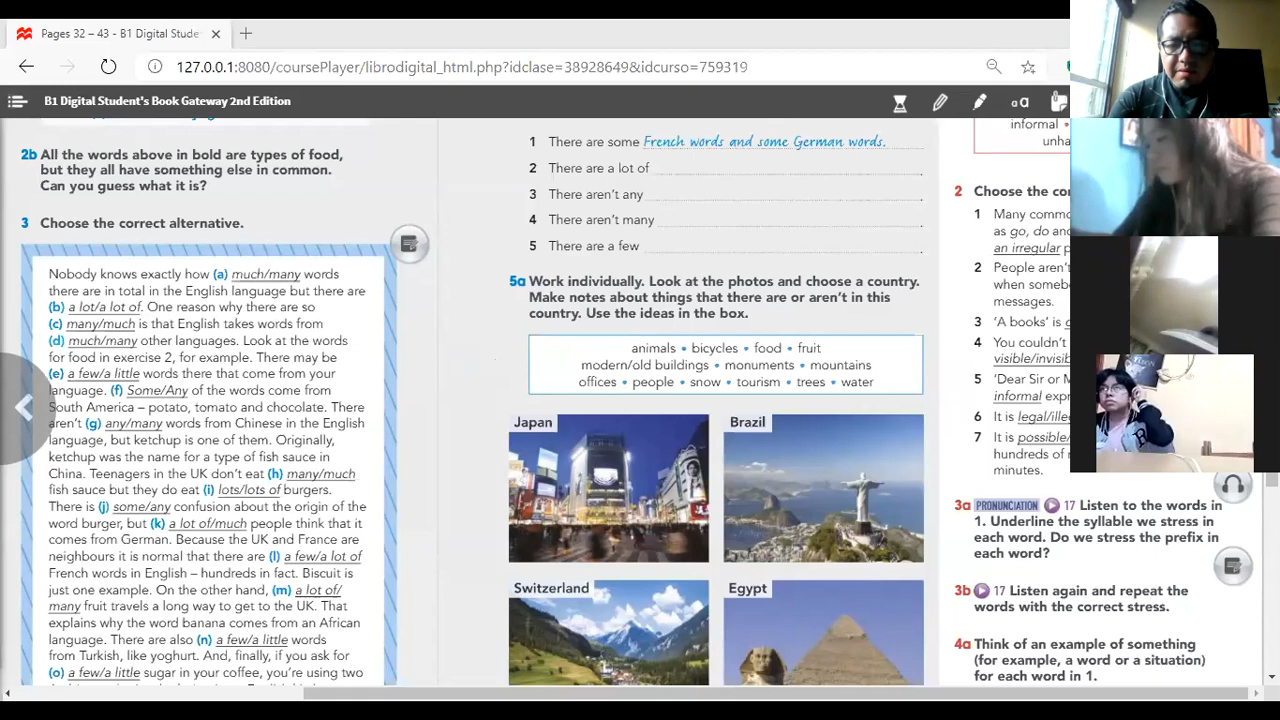 Pages 32 – 43 - B1 Digital Stude
127.0.0.1:8080/coursePlayer/librodigital_html.php?idclase=38928649&idcurso=759319
B1 Digital Student's Book Gateway 2nd Edition
aa
2b All the words above in bold are types of food,
but they all have something else in common.
Can you guess what it is?
3 Choose the correct alternative.
Nobody knows exactly how (a) much/many words
there are in total in the English language but there are
(b) a lot/a lot of. One reason why there are so
(c) many/much is that English takes words from
(d) much/many other languages. Look at the words
for food in exercise 2, for example. There may be
(e) a few/a little words there that come from your
language. (f) Some/Any of the words come from
South America – potato, tomato and chocolate. There
aren't (g) any/many words from Chinese in the English
language, but ketchup is one of them. Originally,
ketchup was the name for a type of fish sauce in
China. Teenagers in the UK don't eat (h) many/much
fish sauce but they do eat (i) lots/lots of burgers.
There is (j) some/any confusion about the origin of the
word burger, but (k) a lot of/much people think that it
comes from German. Because the UK and France are
neighbours it is normal that there are (l) a few/a lot of
French words in English – hundreds in fact. Biscuit is
just one example. On the other hand, (m) a lot of/
many fruit travels a long way to get to the UK. That
explains why the word banana comes from an African
language. There are also (n) a few/a little words
from Turkish, like yoghurt. And, finally, if you ask for
(o) a few/a little sugar in your coffee, you're using two
1 There are some French words and some German words.
2 There are a lot of .
3 There aren't any .
4 There aren't many .
5 There are a few .
5a Work individually. Look at the photos and choose a country.
Make notes about things that there are or aren't in this
country. Use the ideas in the box.
animals • bicycles • food • fruit
modern/old buildings • monuments • mountains
offices • people • snow • tourism • trees • water
Japan
Brazil
Switzerland
Egypt
informal •
unha
2 Choose the co
1 Many comm
as go, do an
an irregular p
2 People aren't
when someb
messages.
3 'A books' is
4 You couldn't
visible/invisib
5 'Dear Sir or M
informal expr
6 It is legal/ille
7 It is possible/
hundreds of
minutes.
3a PRONUNCIATION 17 Listen to the words in
1. Underline the syllable we stress in
each word. Do we stress the prefix in
each word?
3b 17 Listen again and repeat the
words with the correct stress.
4a Think of an example of something
(for example, a word or a situation)
for each word in 1.